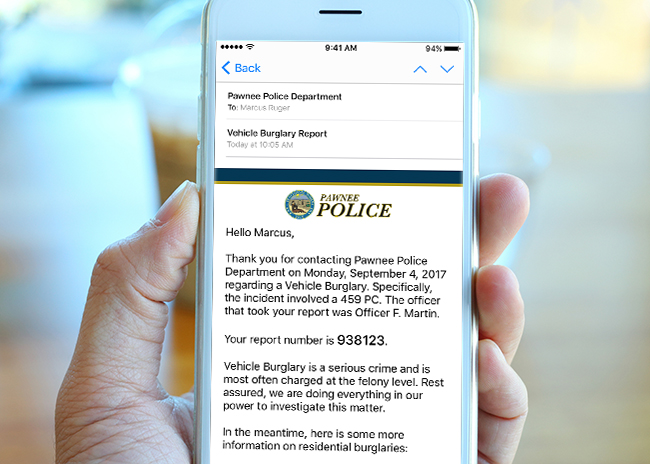 9:41 AM
94%
Back
Pawnee Police Department
To: Marcus Ruger
Vehicle Burglary Report
Today at 10:05 AM
PAWNEE
POLICE
Hello Marcus,
Thank you for contacting Pawnee Police
Department on Monday, September 4, 2017
regarding a Vehicle Burglary. Specifically,
the incident involved a 459 PC. The officer
that took your report was Officer F. Martin.
Your report number is 938123.
Vehicle Burglary is a serious crime and is
most often charged at the felony level. Rest
assured, we are doing everything in our
power to investigate this matter.
In the meantime, here is some more
information on residential burglaries: